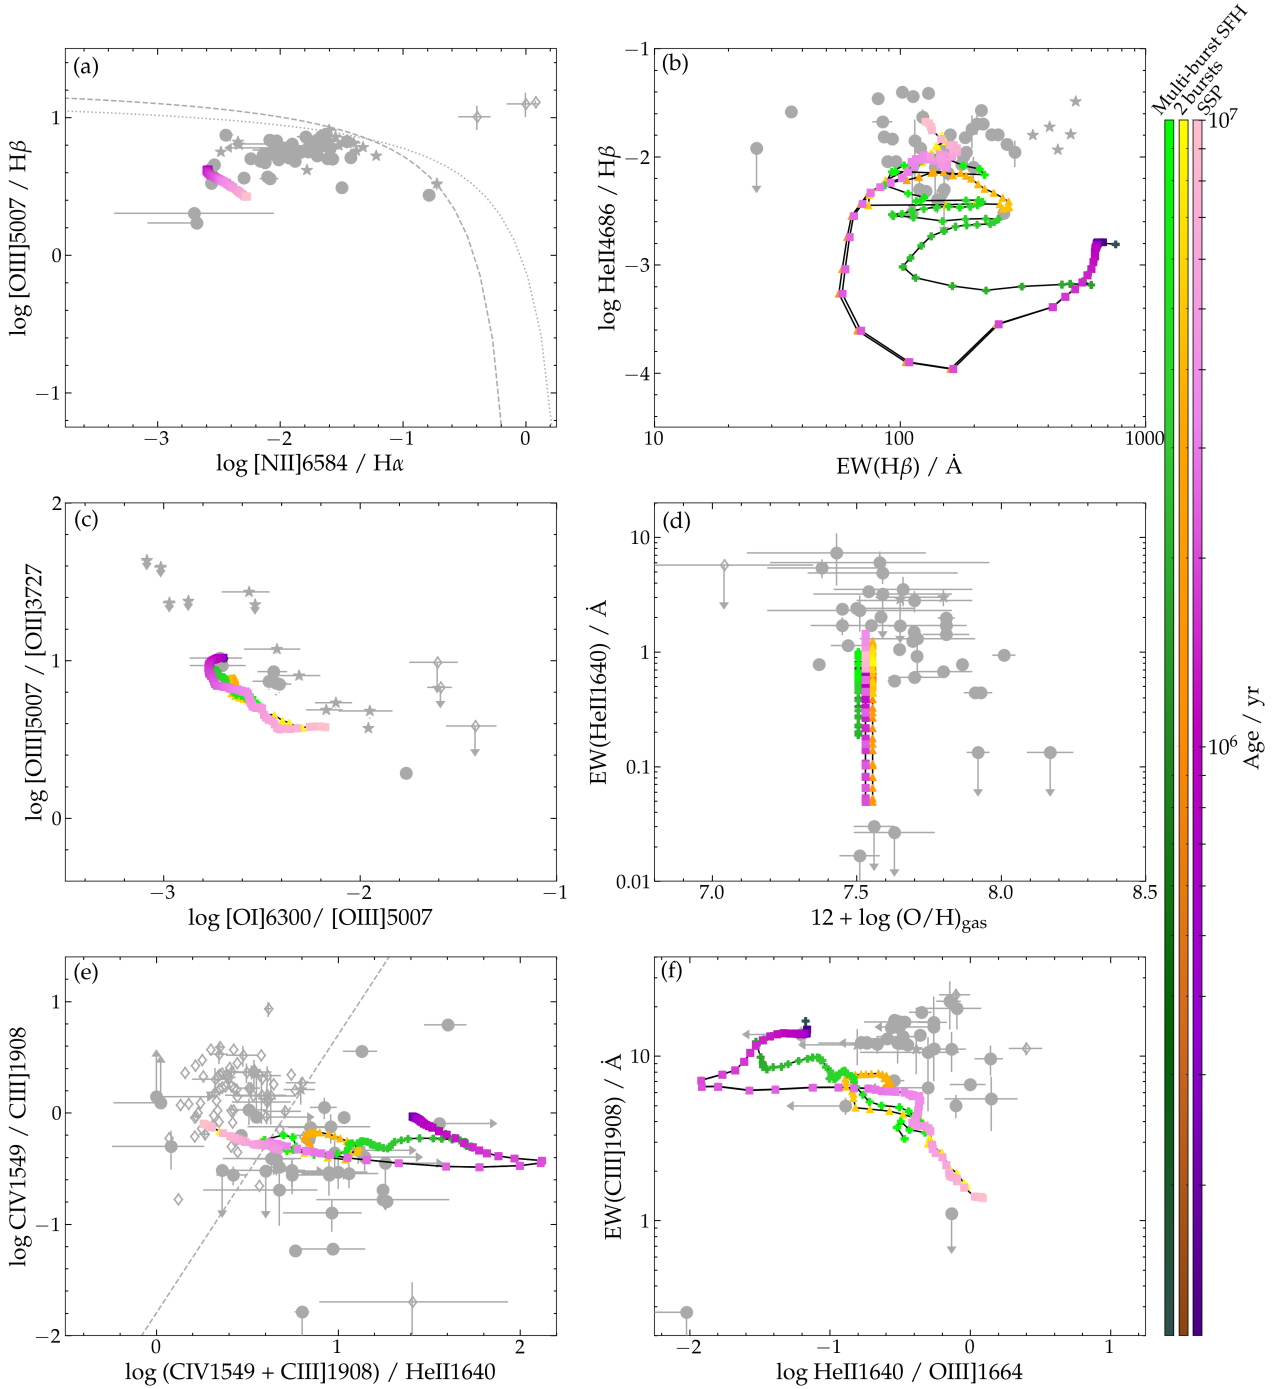 (a)
1
0
−1
−3
−2
−1
0
log [OIII]5007 / Hβ
log [NII]6584 / Hα
(b)
−1
−2
−3
−4
10
100
1000
log HeII4686 / Hβ
EW(Hβ) / Å
(c)
2
1
0
−3
−2
−1
log [OIII]5007 / [OII]3727
log [OI]6300/ [OIII]5007
(d)
10
1
0.1
0.01
7.0
7.5
8.0
8.5
EW(HeII1640) / Å
12 + log (O/H)gas
(e)
1
0
−1
−2
0
1
2
log CIV1549 / CIII]1908
log (CIV1549 + CIII]1908) / HeII1640
(f)
10
1
−2
−1
0
1
EW(CIII]1908) / Å
log HeII1640 / OIII]1664
Multi-burst SFH
2 bursts
SSP
10⁷
10⁶
Age / yr